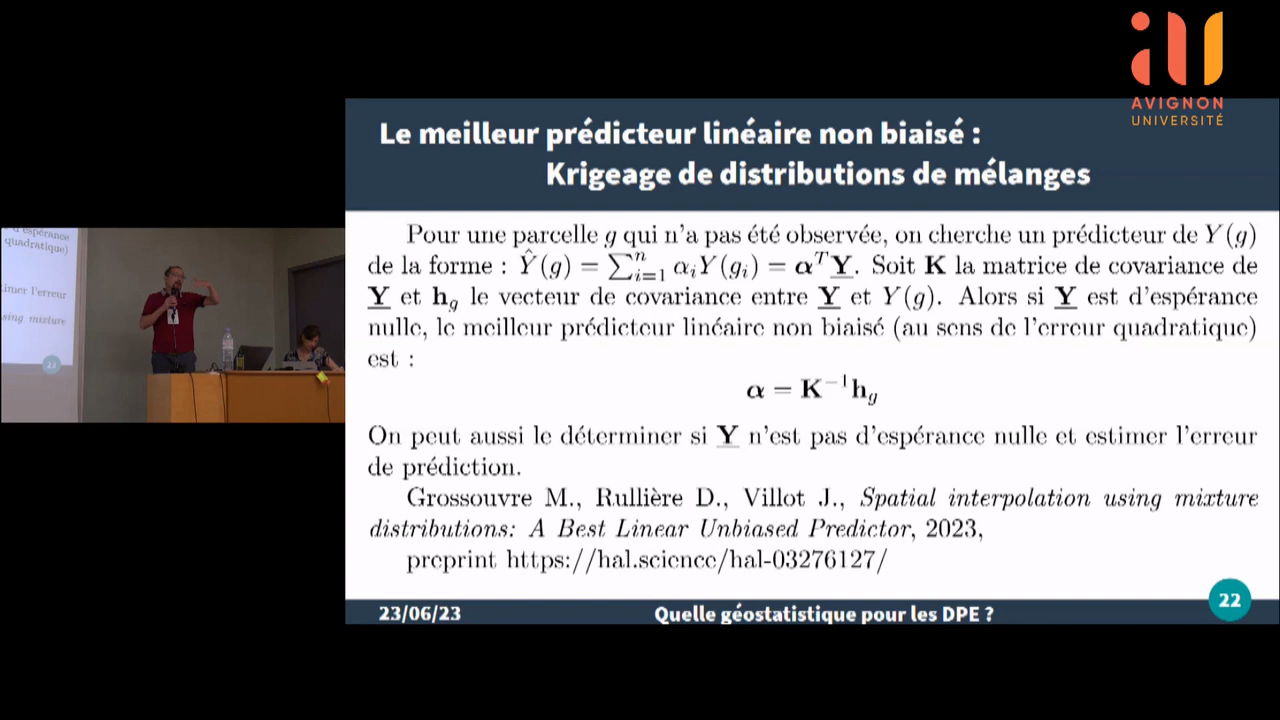 AVIGNON
UNIVERSITÉ
Le meilleur prédicteur linéaire non biaisé :
Krigeage de distributions de mélanges
Pour une parcelle g qui n'a pas été observée, on cherche un prédicteur de Y(g)
de la forme : Ŷ(g) = ∑ⁿᵢ₌₁ αᵢY(gᵢ) = αᵀY. Soit K la matrice de covariance de
Y et h_g le vecteur de covariance entre Y et Y(g). Alors si Y est d'espérance
nulle, le meilleur prédicteur linéaire non biaisé (au sens de l'erreur quadratique)
est :
α = K⁻¹h_g
On peut aussi le déterminer si Y n'est pas d'espérance nulle et estimer l'erreur
de prédiction.
Grossouvre M., Rullière D., Villot J., Spatial interpolation using mixture
distributions: A Best Linear Unbiased Predictor, 2023,
preprint https://hal.science/hal-03276127/
23/06/23
Quelle géostatistique pour les DPE ?
22
d'espérance
quadratique)
l'erreur
sing mixture
22